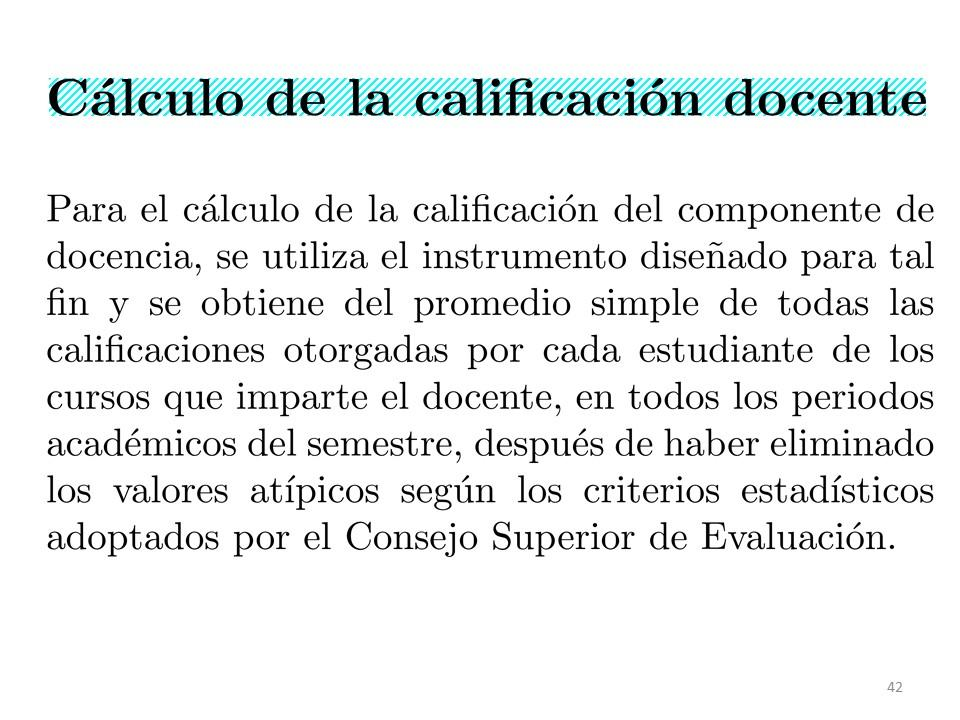 Cálculo de la calificación docente
Para el cálculo de la calificación del componente de
docencia, se utiliza el instrumento diseñado para tal
fin y se obtiene del promedio simple de todas las
calificaciones otorgadas por cada estudiante de los
cursos que imparte el docente, en todos los periodos
académicos del semestre, después de haber eliminado
los valores atípicos según los criterios estadísticos
adoptados por el Consejo Superior de Evaluación.
42